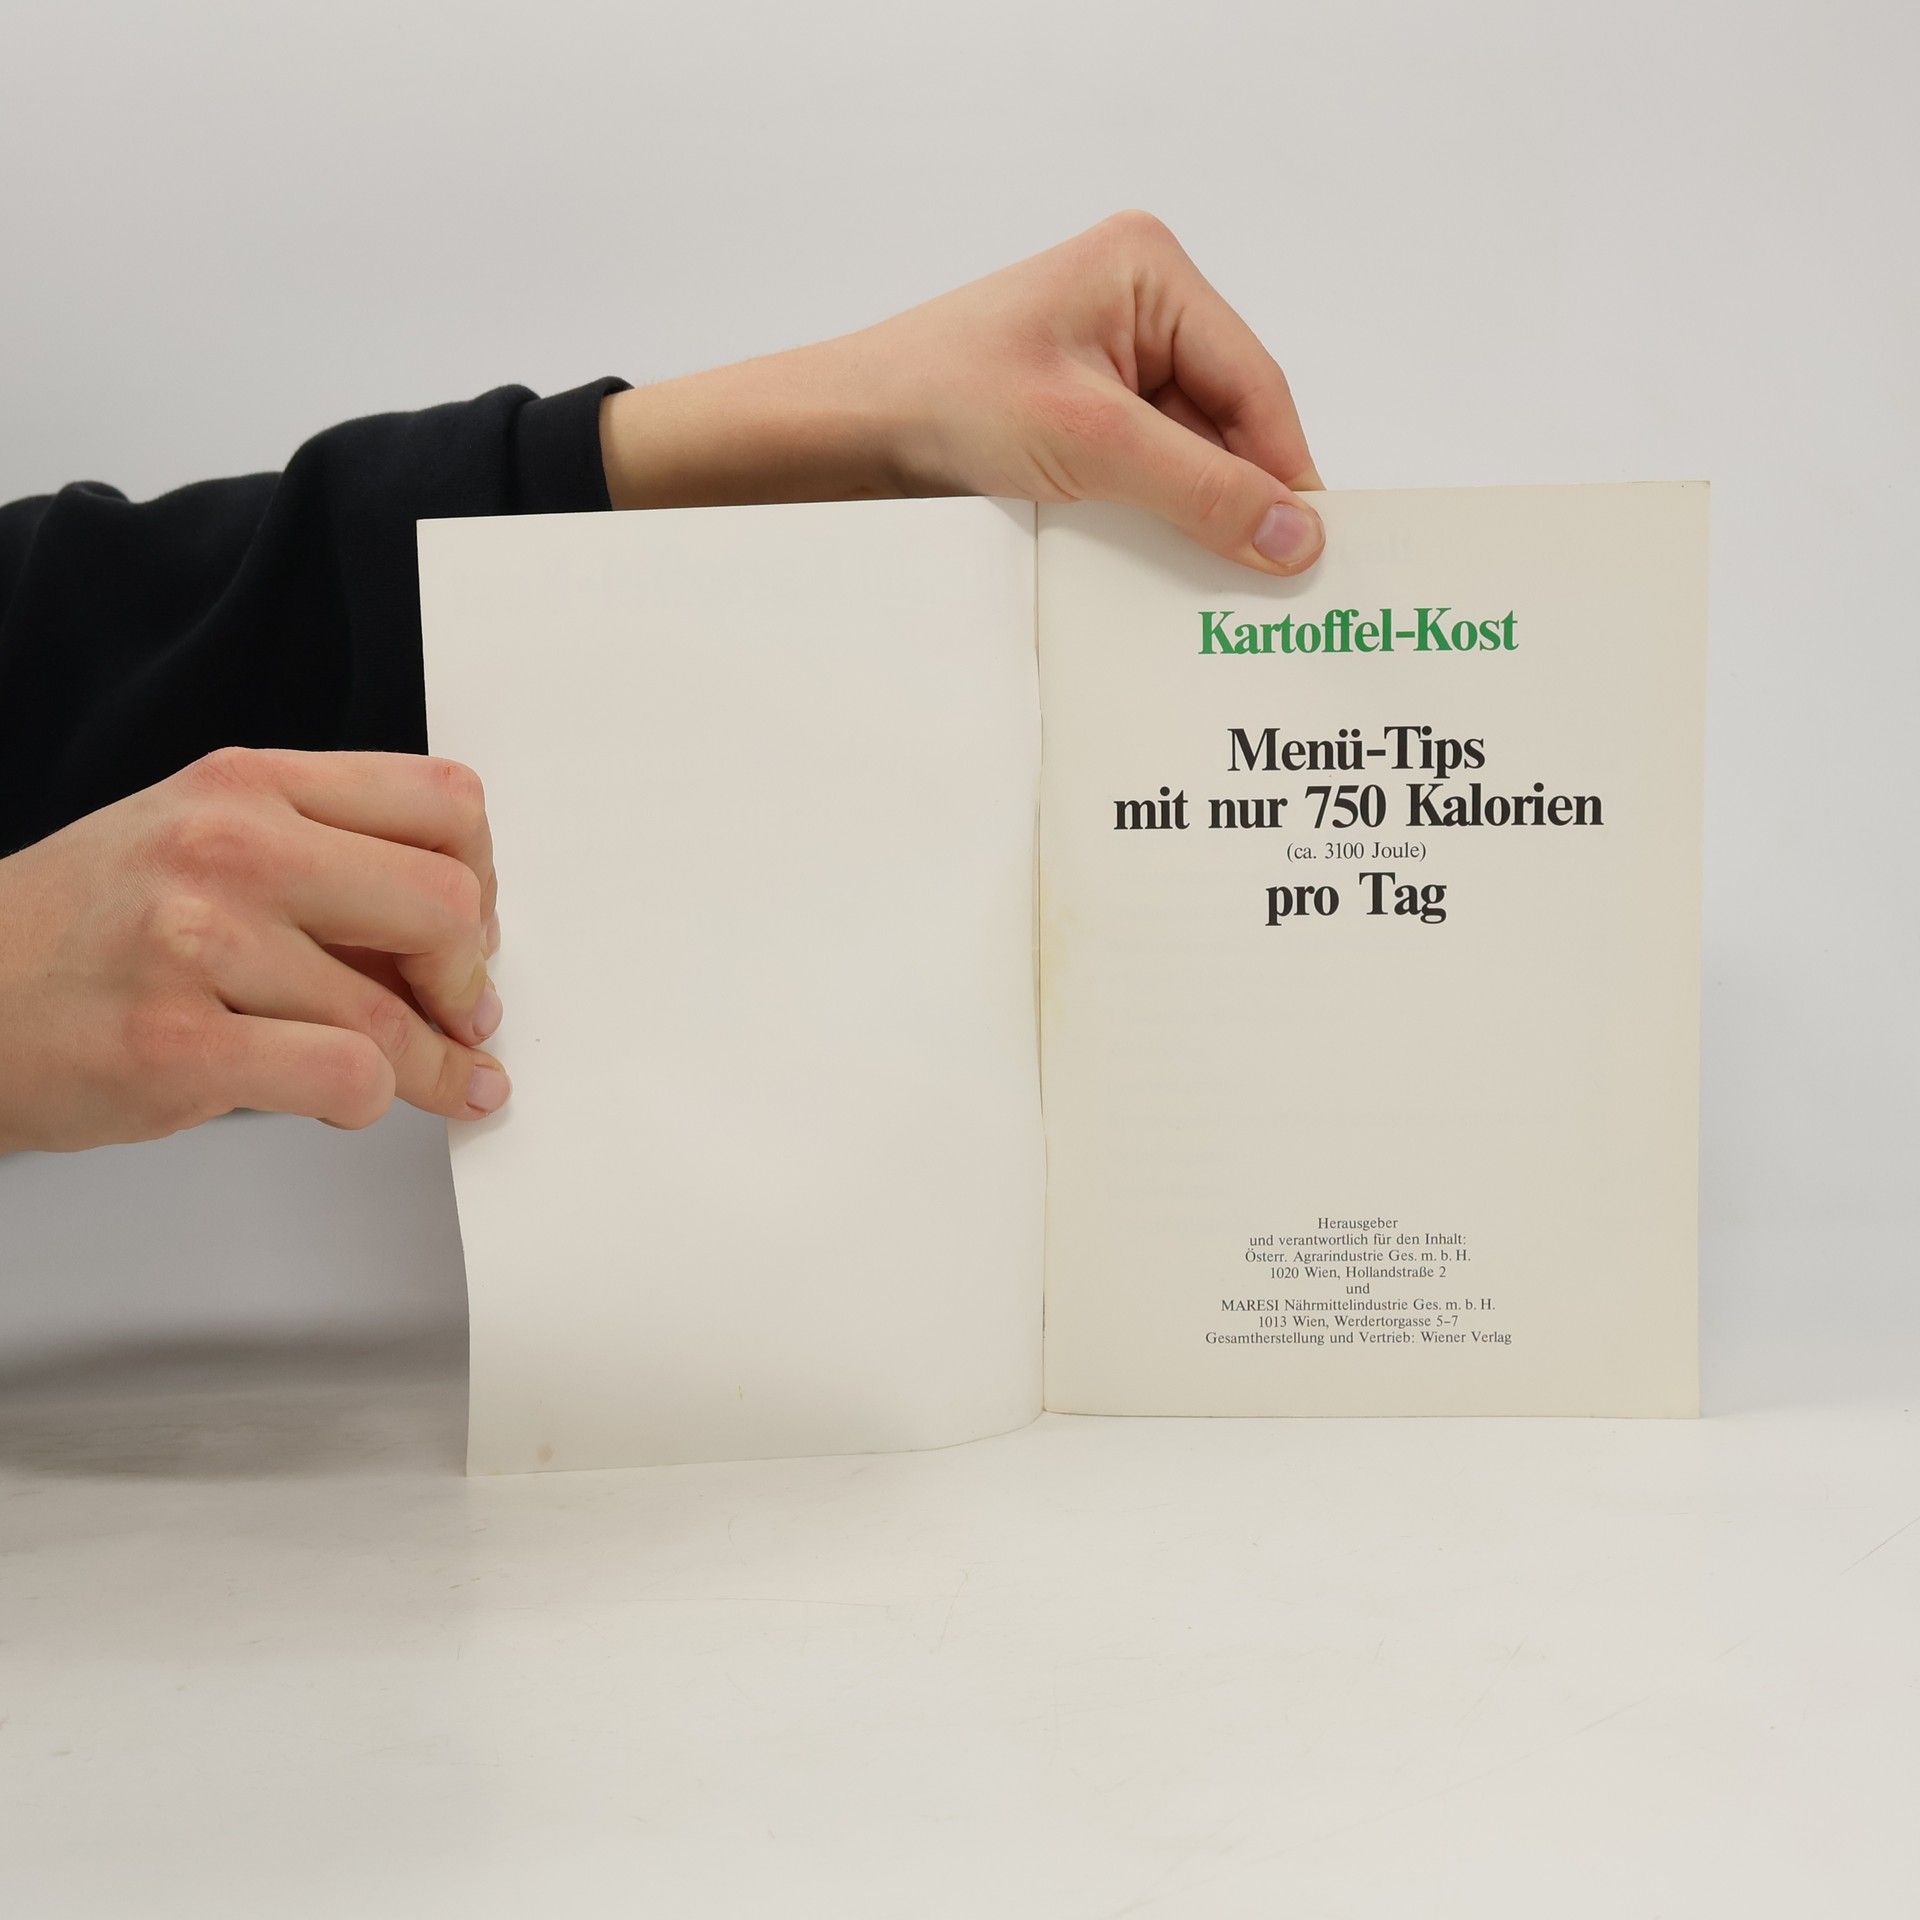 Kartoffel-Kost
Menü-Tips
mit nur 750 Kalorien
(ca. 3100 Joule)
pro Tag
Herausgeber
und verantwortlich für den Inhalt:
Österr. Agrarindustrie Ges. m. b. H.
1020 Wien, Hollandstraße 2
und
MARESI Nährmittelindustrie Ges. m. b. H.
1013 Wien, Werdertorgasse 5–7
Gesamtherstellung und Vertrieb: Wiener Verlag